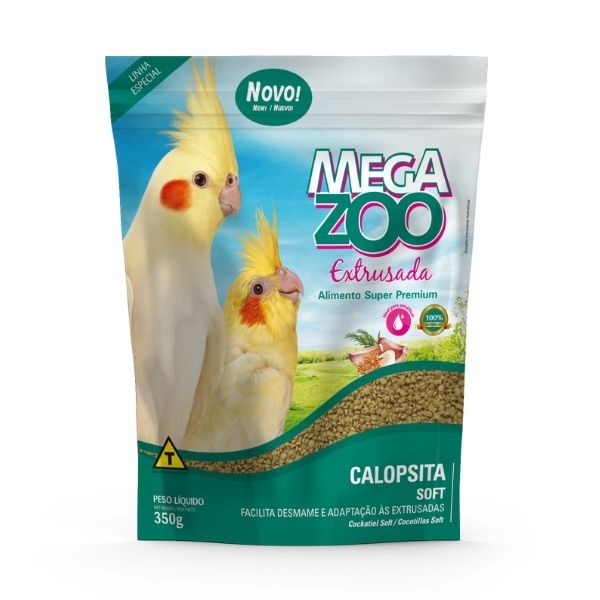 LINHA
ESPECIAL
NOVO!
NEW! / NUEVO!
MEGA
ZOO
Extrusada
Alimento Super Premium
100%
T
CALOPSITA
SOFT
FACILITA DESMAME E ADAPTAÇÃO ÀS EXTRUSADAS
Cockatiel Soft / Cocotillas Soft
PESO LÍQUIDO
350g